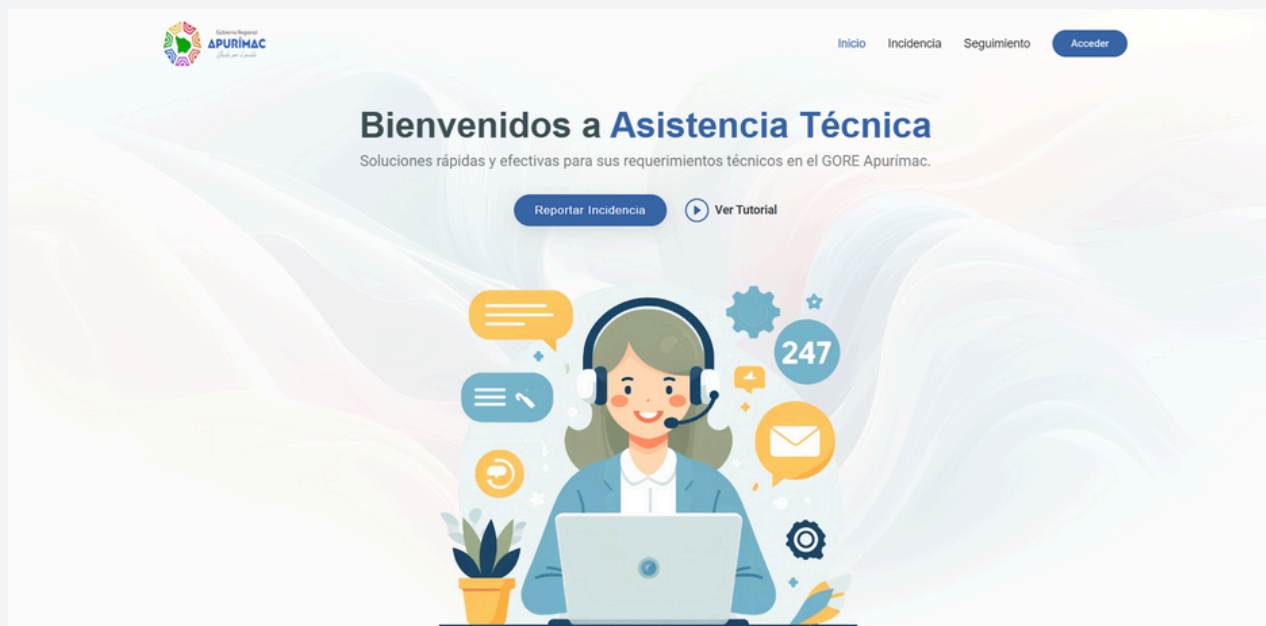 Gobierno Regional
APURÍMAC
Inicio
Incidencia
Seguimiento
Acceder
Bienvenidos a Asistencia Técnica
Soluciones rápidas y efectivas para sus requerimientos técnicos en el GORE Apurímac.
Reportar Incidencia
Ver Tutorial
247